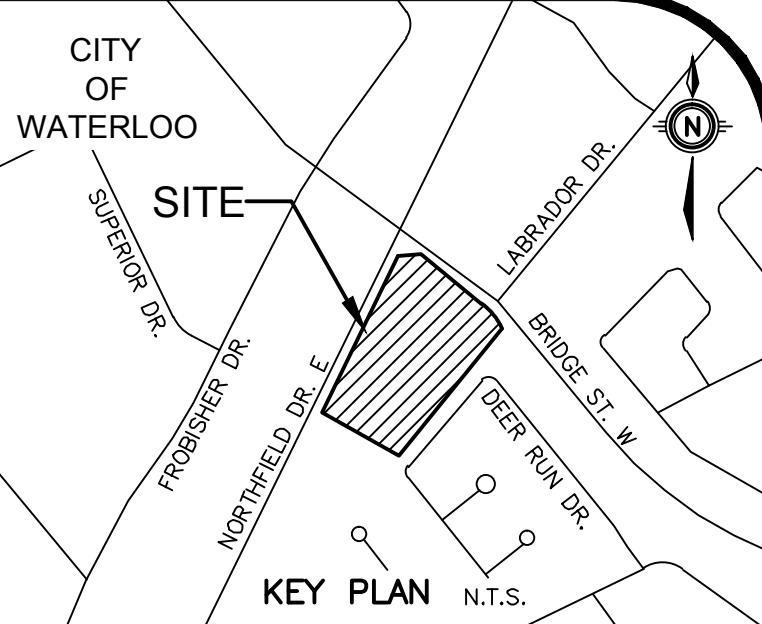 CITY
OF
WATERLOO
N
LABRADOR DR.
SITE
SUPERIOR DR.
BRIDGE ST. W
FROBISHER DR.
NORTHFIELD DR. E
DEER RUN DR.
KEY PLAN N.T.S.